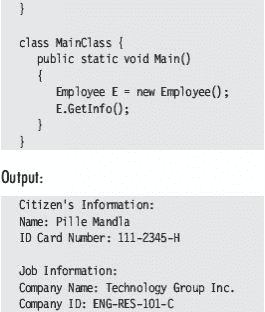 }
class MainClass {
public static void Main()
{
Employee E = new Employee();
E.GetInfo();
}
}
Output:
Citizen's Information:
Name: Pille Mandla
ID Card Number: 111-2345-H
Job Information:
Company Name: Technology Group Inc.
Company ID: ENG-RES-101-C